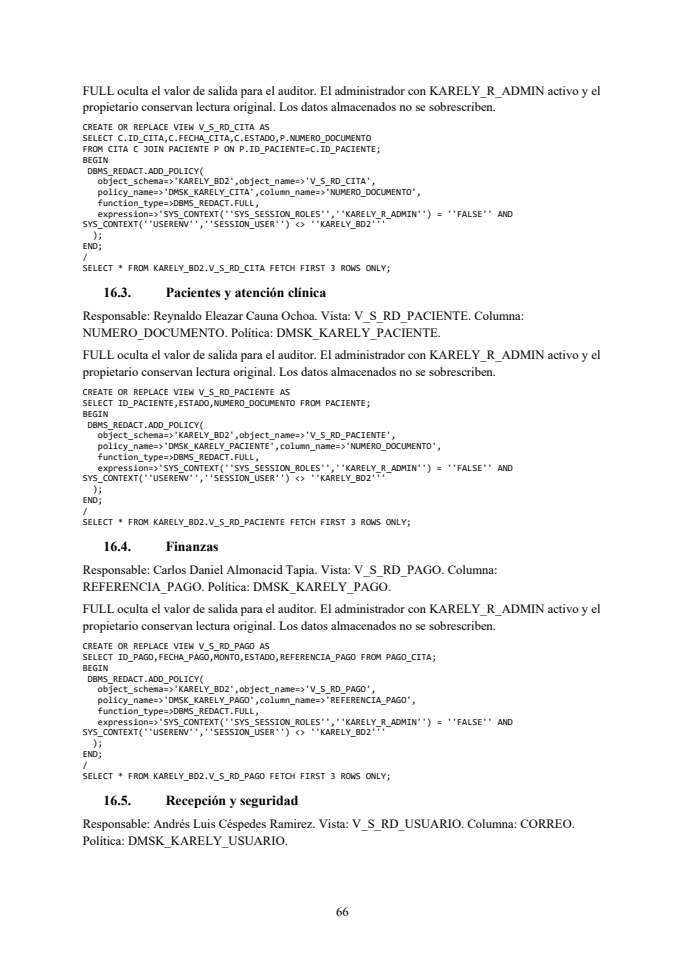 FULL oculta el valor de salida para el auditor. El administrador con KARELY_R_ADMIN activo y el
propietario conservan lectura original. Los datos almacenados no se sobrescriben.
CREATE OR REPLACE VIEW V_S_RD_CITA AS
SELECT C.ID_CITA,C.FECHA_CITA,C.ESTADO,P.NUMERO_DOCUMENTO
FROM CITA C JOIN PACIENTE P ON P.ID_PACIENTE=C.ID_PACIENTE;
BEGIN
DBMS_REDACT.ADD_POLICY(
object_schema=>'KARELY_BD2',object_name=>'V_S_RD_CITA',
policy_name=>'DMSK_KARELY_CITA',column_name=>'NUMERO_DOCUMENTO',
function_type=>DBMS_REDACT.FULL,
expression=>'SYS_CONTEXT(''SYS_SESSION_ROLES'',''KARELY_R_ADMIN'') = ''FALSE'' AND
SYS_CONTEXT(''USERENV'',''SESSION_USER'') <> ''KARELY_BD2'''
);
END;
/
SELECT * FROM KARELY_BD2.V_S_RD_CITA FETCH FIRST 3 ROWS ONLY;
16.3. Pacientes y atención clínica
Responsable: Reynaldo Eleazar Cauna Ochoa. Vista: V_S_RD_PACIENTE. Columna:
NUMERO_DOCUMENTO. Política: DMSK_KARELY_PACIENTE.
FULL oculta el valor de salida para el auditor. El administrador con KARELY_R_ADMIN activo y el
propietario conservan lectura original. Los datos almacenados no se sobrescriben.
CREATE OR REPLACE VIEW V_S_RD_PACIENTE AS
SELECT ID_PACIENTE,ESTADO,NUMERO_DOCUMENTO FROM PACIENTE;
BEGIN
DBMS_REDACT.ADD_POLICY(
object_schema=>'KARELY_BD2',object_name=>'V_S_RD_PACIENTE',
policy_name=>'DMSK_KARELY_PACIENTE',column_name=>'NUMERO_DOCUMENTO',
function_type=>DBMS_REDACT.FULL,
expression=>'SYS_CONTEXT(''SYS_SESSION_ROLES'',''KARELY_R_ADMIN'') = ''FALSE'' AND
SYS_CONTEXT(''USERENV'',''SESSION_USER'') <> ''KARELY_BD2'''
);
END;
/
SELECT * FROM KARELY_BD2.V_S_RD_PACIENTE FETCH FIRST 3 ROWS ONLY;
16.4. Finanzas
Responsable: Carlos Daniel Almonacid Tapia. Vista: V_S_RD_PAGO. Columna:
REFERENCIA_PAGO. Política: DMSK_KARELY_PAGO.
FULL oculta el valor de salida para el auditor. El administrador con KARELY_R_ADMIN activo y el
propietario conservan lectura original. Los datos almacenados no se sobrescriben.
CREATE OR REPLACE VIEW V_S_RD_PAGO AS
SELECT ID_PAGO,FECHA_PAGO,MONTO,ESTADO,REFERENCIA_PAGO FROM PAGO_CITA;
BEGIN
DBMS_REDACT.ADD_POLICY(
object_schema=>'KARELY_BD2',object_name=>'V_S_RD_PAGO',
policy_name=>'DMSK_KARELY_PAGO',column_name=>'REFERENCIA_PAGO',
function_type=>DBMS_REDACT.FULL,
expression=>'SYS_CONTEXT(''SYS_SESSION_ROLES'',''KARELY_R_ADMIN'') = ''FALSE'' AND
SYS_CONTEXT(''USERENV'',''SESSION_USER'') <> ''KARELY_BD2'''
);
END;
/
SELECT * FROM KARELY_BD2.V_S_RD_PAGO FETCH FIRST 3 ROWS ONLY;
16.5. Recepción y seguridad
Responsable: Andrés Luis Céspedes Ramirez. Vista: V_S_RD_USUARIO. Columna: CORREO.
Política: DMSK_KARELY_USUARIO.
66